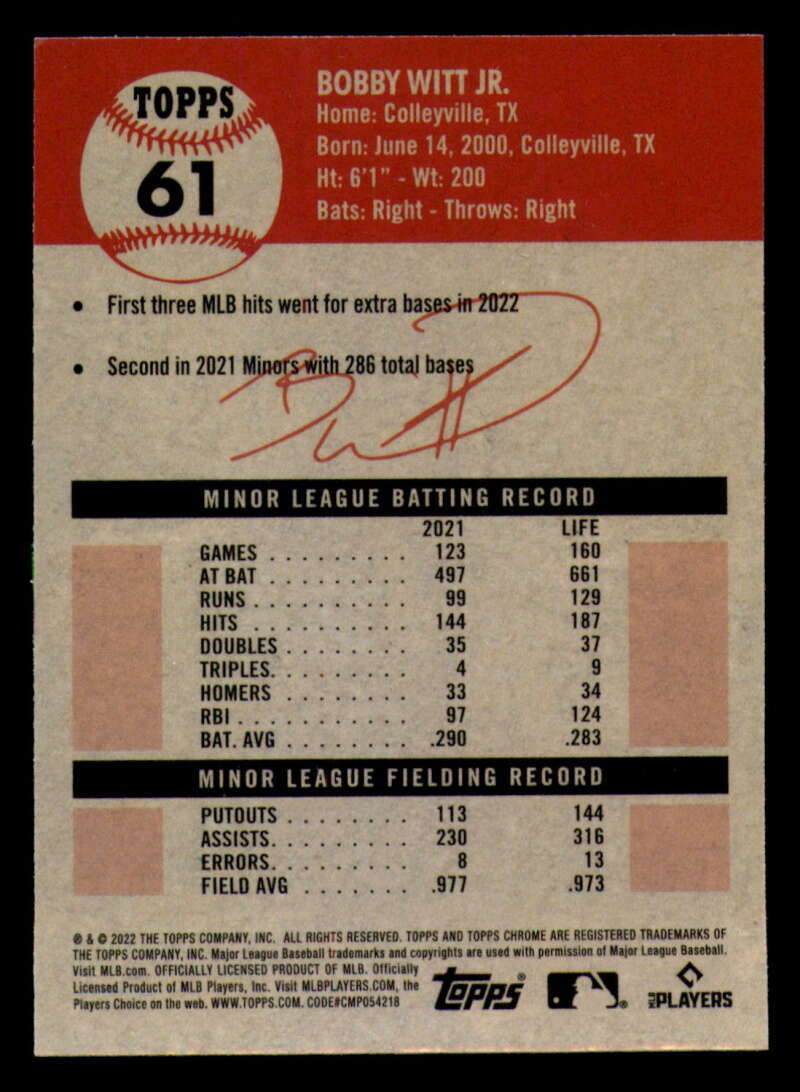 TOPPS
61
BOBBY WITT JR.
Home: Colleyville, TX
Born: June 14, 2000, Colleyville, TX
Ht: 6'1" - Wt: 200
Bats: Right - Throws: Right
• First three MLB hits went for extra bases in 2022
• Second in 2021 Minors with 286 total bases
MINOR LEAGUE BATTING RECORD
2021 LIFE
GAMES . . . . . . . . . 123 160
AT BAT . . . . . . . . . 497 661
RUNS . . . . . . . . . . 99 129
HITS . . . . . . . . . . 144 187
DOUBLES . . . . . . . . 35 37
TRIPLES. . . . . . . . . 4 9
HOMERS . . . . . . . . 33 34
RBI . . . . . . . . . . . 97 124
BAT. AVG . . . . . . . . .290 .283
MINOR LEAGUE FIELDING RECORD
PUTOUTS . . . . . . . . 113 144
ASSISTS. . . . . . . . . 230 316
ERRORS. . . . . . . . . 8 13
FIELD AVG . . . . . . . .977 .973
® & © 2022 THE TOPPS COMPANY, INC. ALL RIGHTS RESERVED. TOPPS AND TOPPS CHROME ARE REGISTERED TRADEMARKS OF
THE TOPPS COMPANY, INC. Major League Baseball trademarks and copyrights are used with permission of Major League Baseball.
Visit MLB.com. OFFICIALLY LICENSED PRODUCT OF MLB. Officially
Licensed Product of MLB Players, Inc. Visit MLBPLAYERS.COM, the
Players Choice on the web. WWW.TOPPS.COM. CODE#CMP054218
TOPPS®
MLB PLAYERS